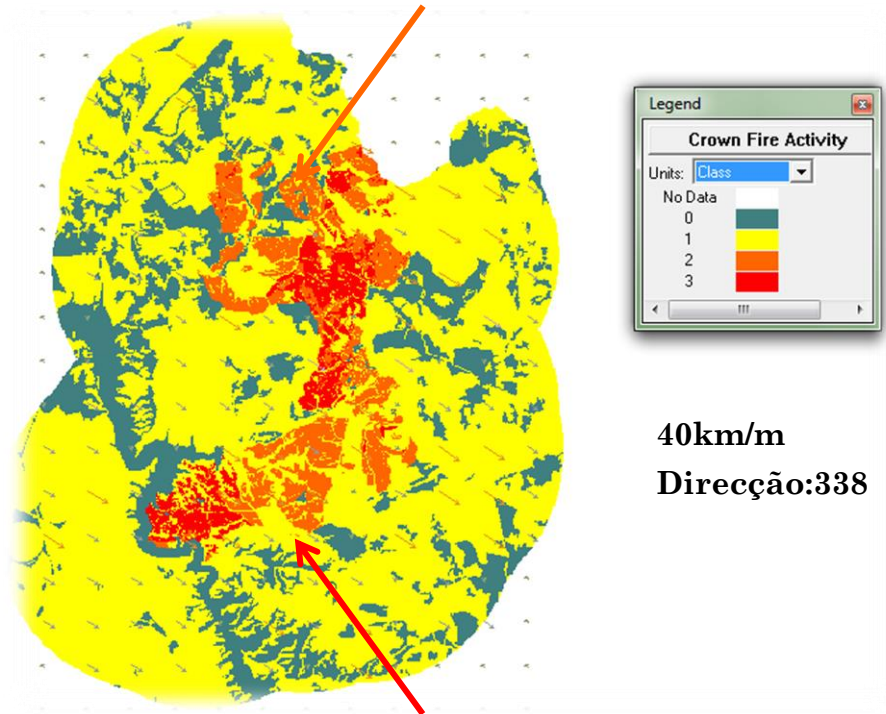 Legend
Crown Fire Activity
Units: Class
No Data
0
1
2
3
40km/m
Direcção:338